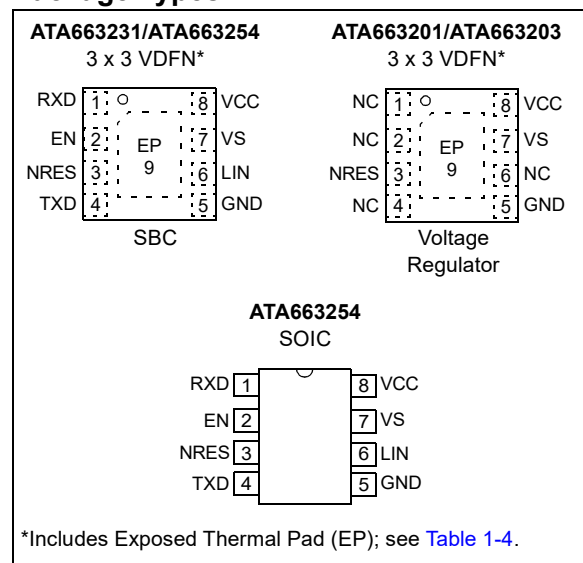 ATA663231/ATA663254
3 x 3 VDFN*
RXD 1 8 VCC
EN 2 EP 7 VS
NRES 3 9 6 LIN
TXD 4 5 GND
SBC
ATA663201/ATA663203
3 x 3 VDFN*
NC 1 8 VCC
NC 2 EP 7 VS
NRES 3 9 6 NC
NC 4 5 GND
Voltage
Regulator
ATA663254
SOIC
RXD 1 8 VCC
EN 2 7 VS
NRES 3 6 LIN
TXD 4 5 GND
*Includes Exposed Thermal Pad (EP); see Table 1-4.